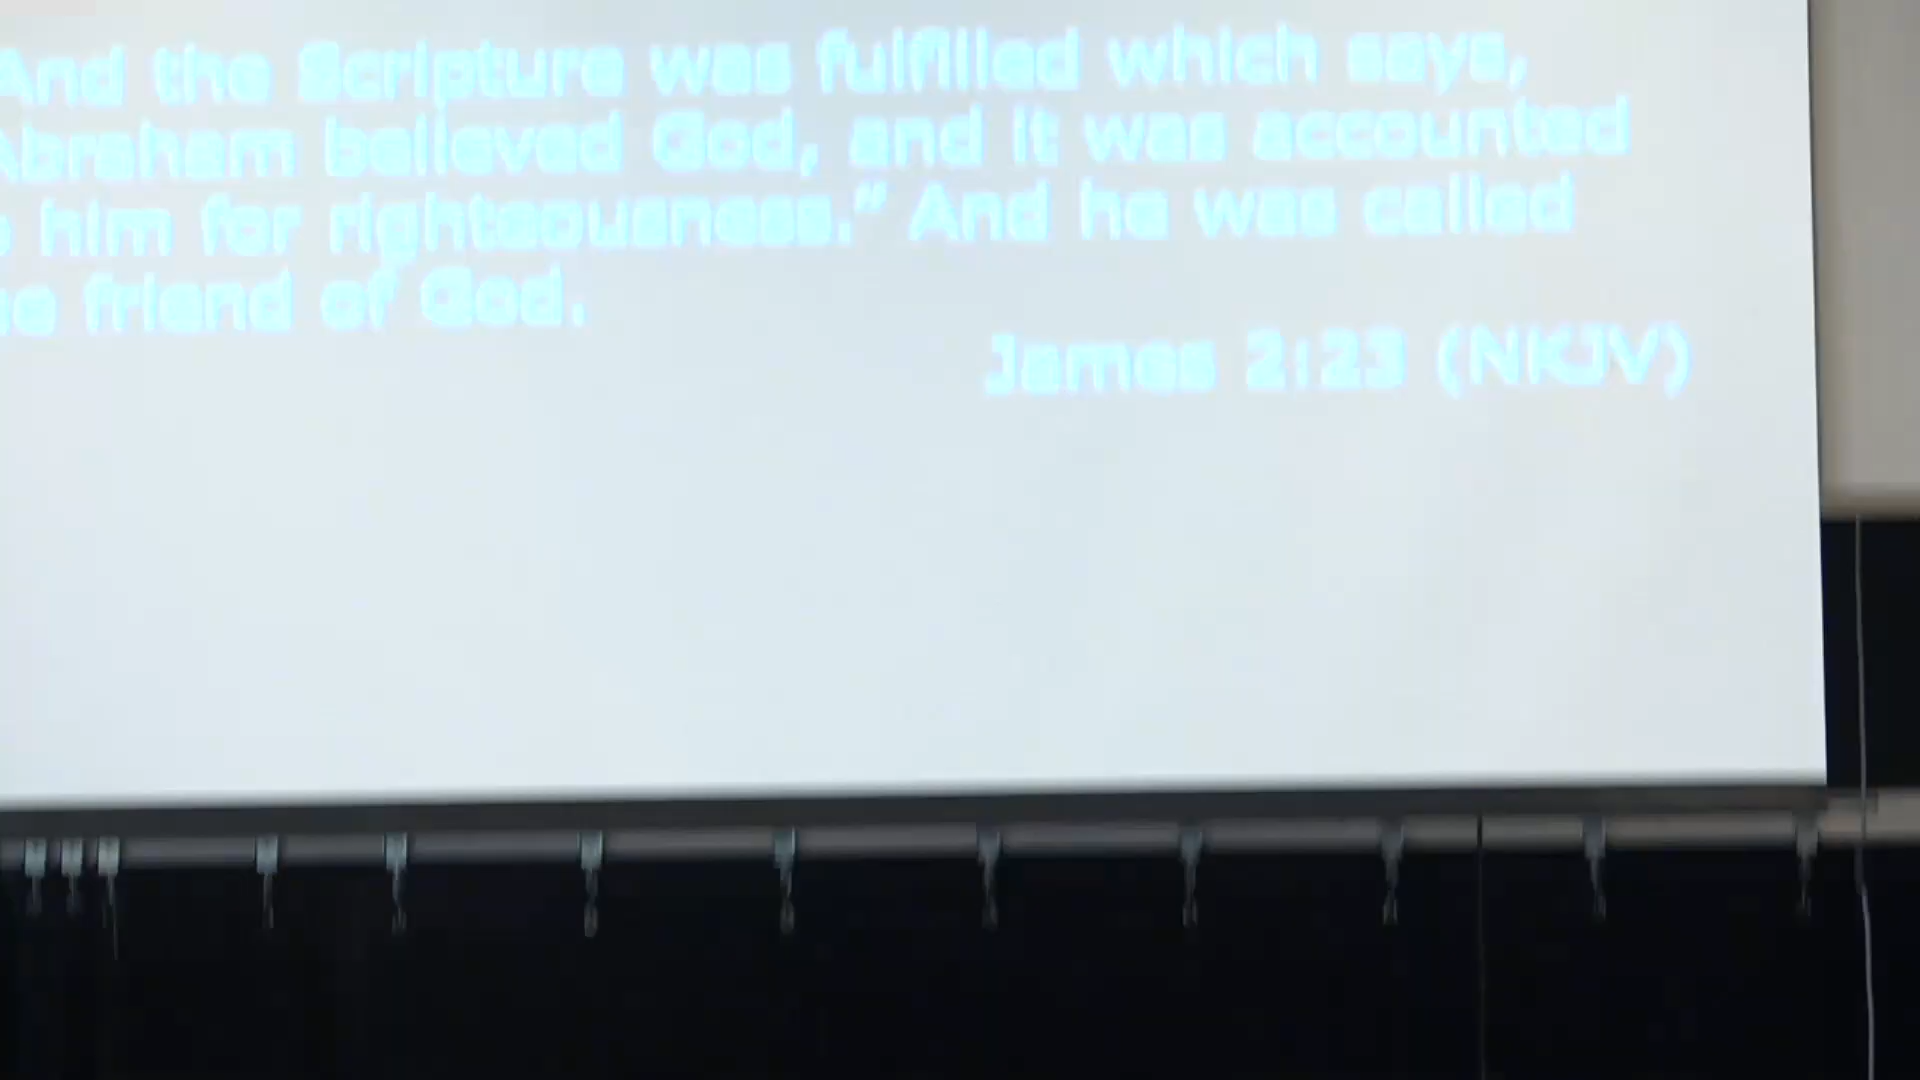 And the Scripture was fulfilled which says,
Abraham believed God, and it was accounted
him for righteousness." And he was called
friend of God.
James 2:23 (NKJV)